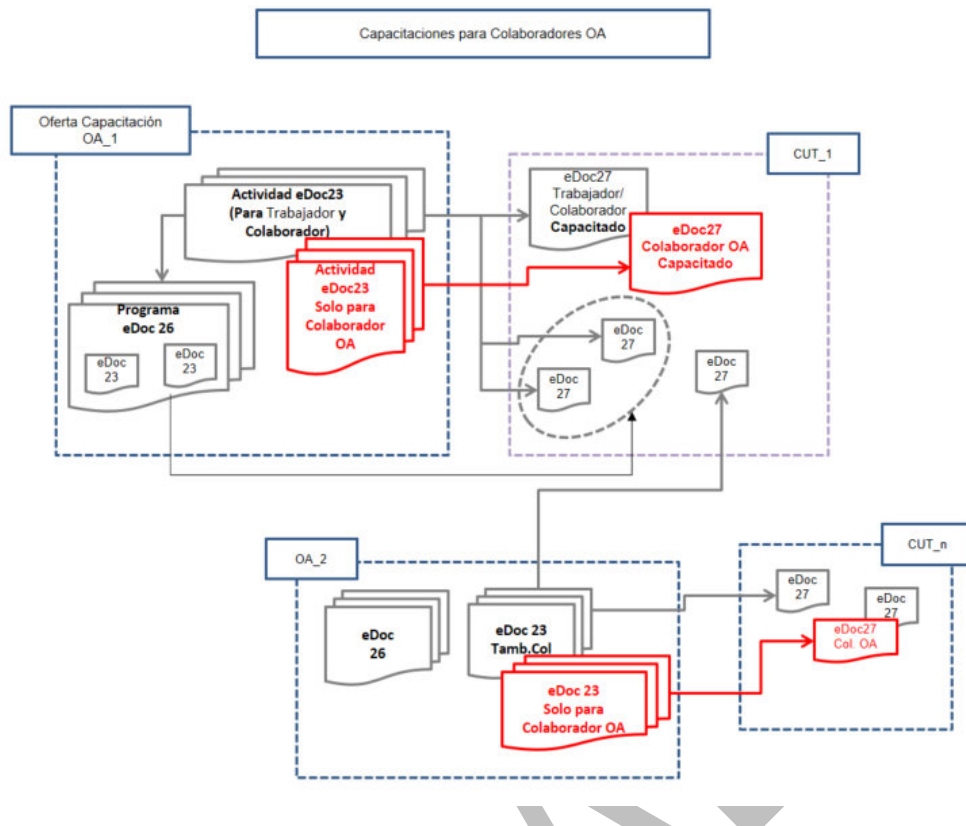 Capacitaciones para Colaboradores OA
Oferta Capacitación
OA_1
CUT_1
Actividad eDoc23
(Para Trabajador y
Colaborador)
eDoc27
Trabajador/
Colaborador
Capacitado
eDoc27
Colaborador OA
Capacitado
Actividad
eDoc23
Solo para
Colaborador
OA
Programa
eDoc 26
eDoc
23
eDoc
23
eDoc
27
eDoc
27
eDoc
27
OA_2
CUT_n
eDoc
26
eDoc 23
Tamb.Col
eDoc 23
Solo para
Colaborador OA
eDoc
27
eDoc
27
eDoc27
Col. OA